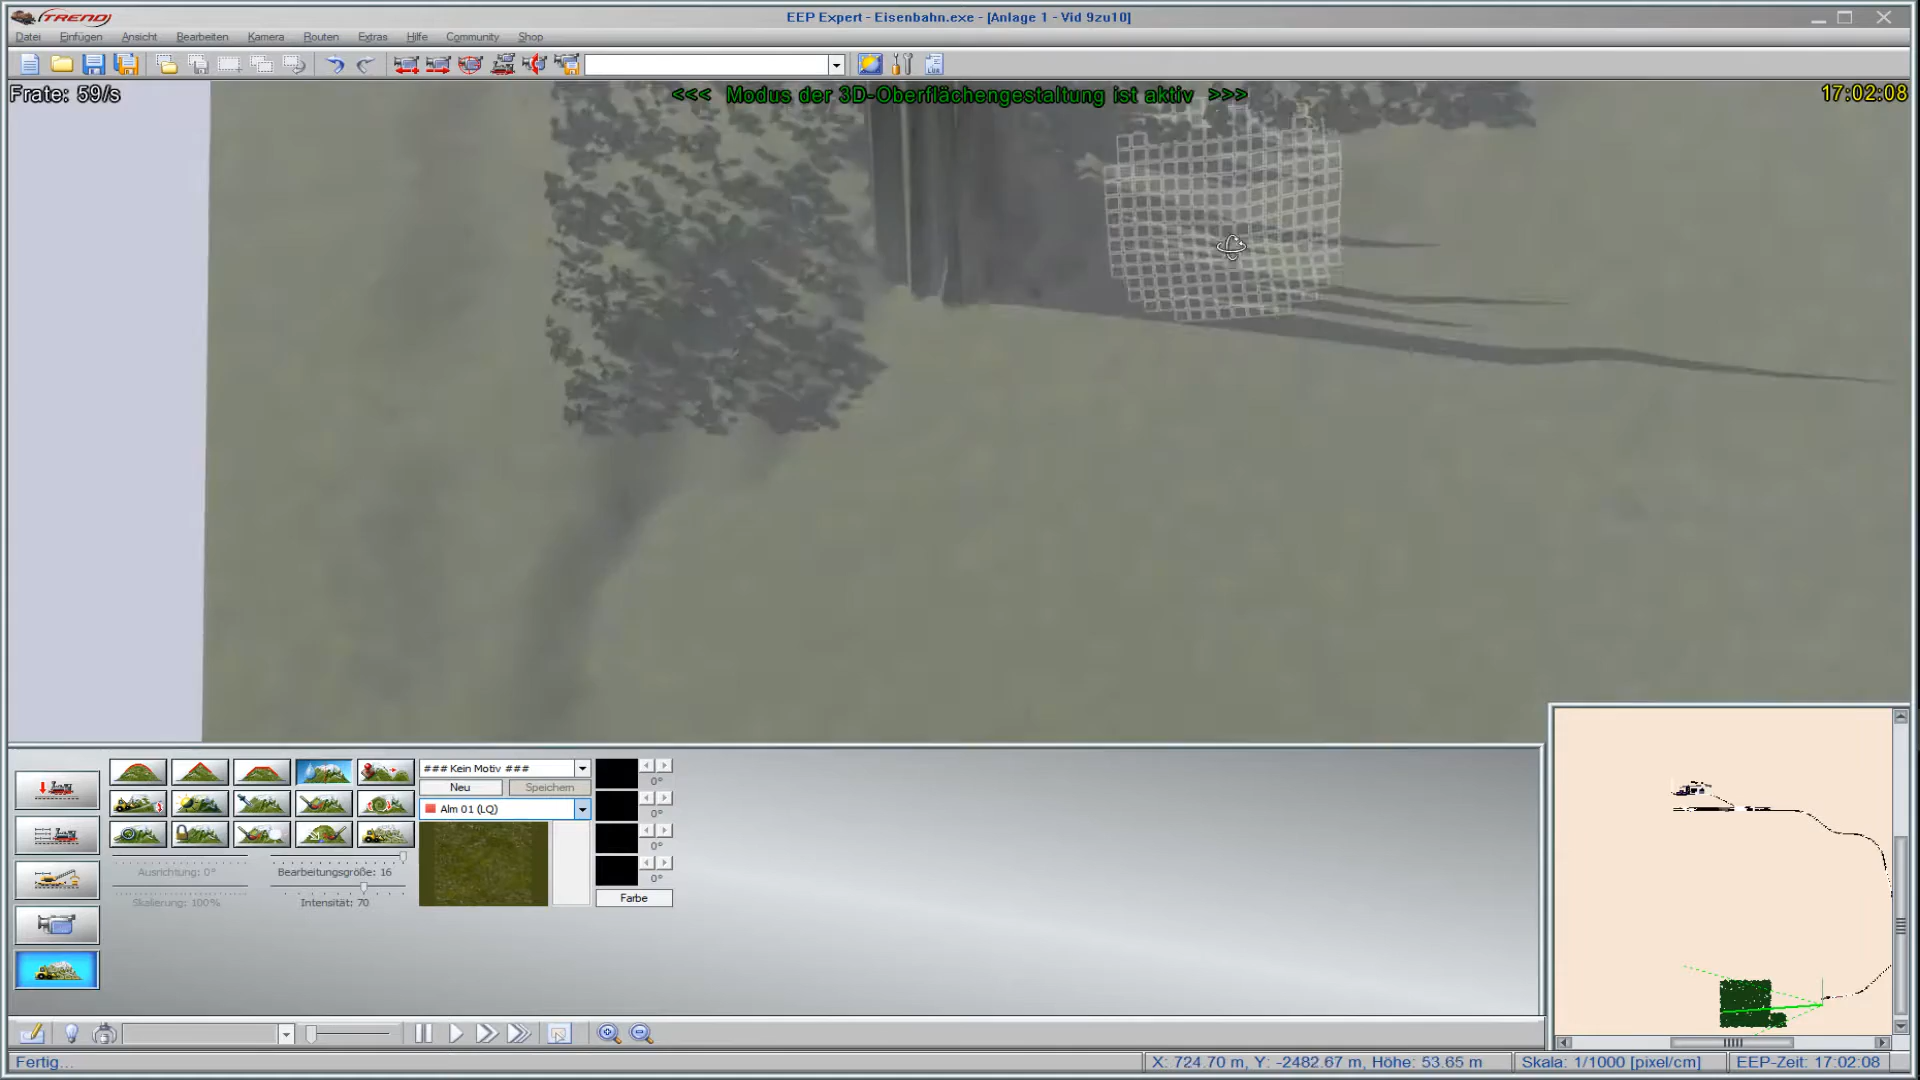 TREND
EEP Expert - Eisenbahn.exe - [Anlage 1 - Vid 9zu10]
Datei Einfügen Ansicht Bearbeiten Kamera Routen Extras Hilfe Community Shop
Frate: 59/s
<<< Modus der 3D-Oberflächengestaltung ist aktiv >>>
17:02:08
### Kein Motiv ###
Neu Speichern
Alm 01 (LQ)
0°
0°
0°
0°
Farbe
Ausrichtung: 0° Bearbeitungsgröße: 16
Skalierung: 100% Intensität: 70
Fertig...
X: 724.70 m, Y: -2482.67 m, Höhe: 53.65 m
Skala: 1/1000 [pixel/cm]
EEP-Zeit: 17:02:08